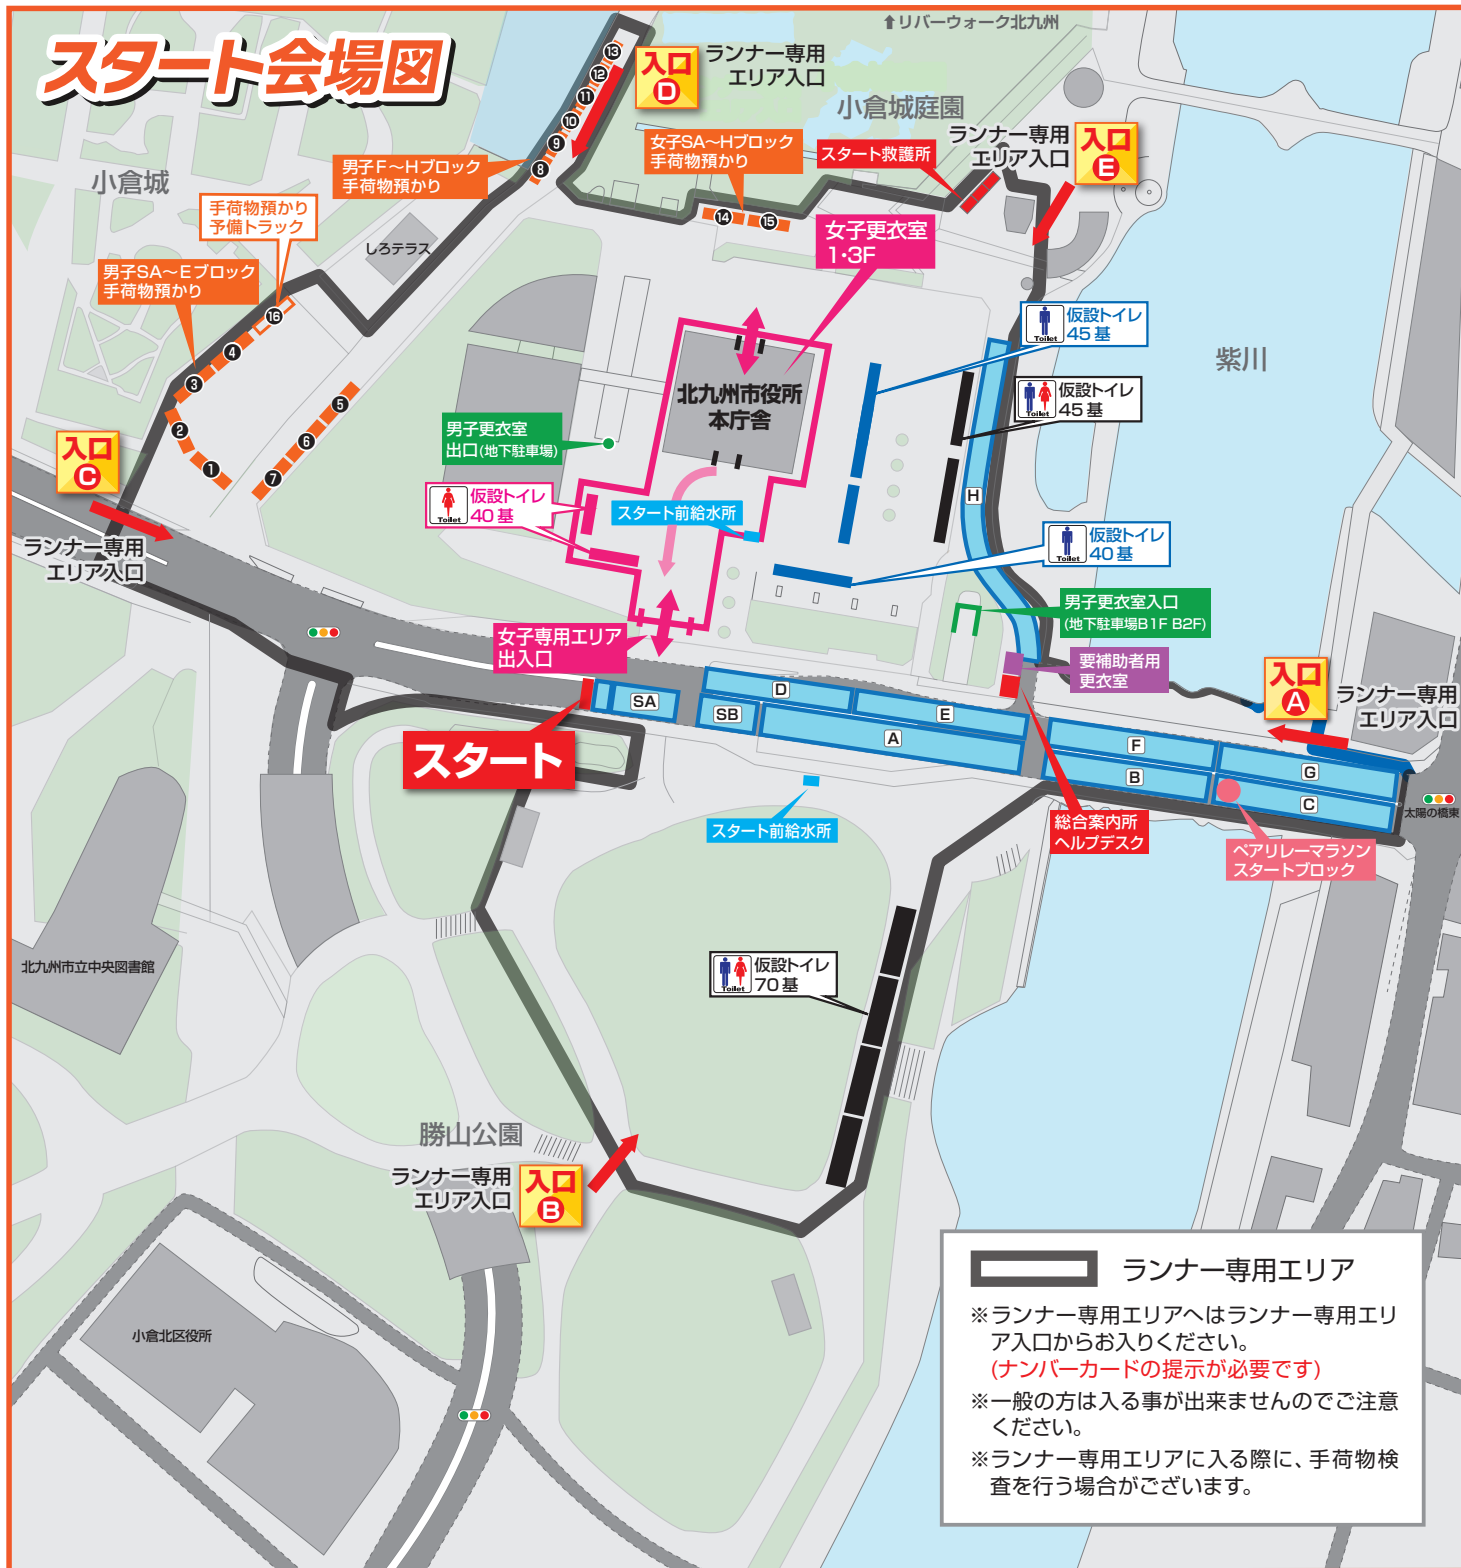 スタート会場図
↑リバーウォーク北九州
入口
D
ランナー専用
エリア入口
小倉城庭園
ランナー専用
エリア入口
入口
E
スタート救護所
女子SA～Hブロック
手荷物預かり
男子F～Hブロック
手荷物預かり
小倉城
手荷物預かり
予備トラック
しろテラス
男子SA～Eブロック
手荷物預かり
13
12
11
10
9
8
14
15
16
4
3
2
1
5
6
7
女子更衣室
1・3F
Toilet
仮設トイレ
45基
紫川
Toilet
仮設トイレ
45基
北九州市役所
本庁舎
男子更衣室
出口(地下駐車場)
入口
C
ランナー専用
エリア入口
Toilet
仮設トイレ
40基
スタート前給水所
H
Toilet
仮設トイレ
40基
男子更衣室入口
(地下駐車場B1F B2F)
女子専用エリア
出入口
要補助者用
更衣室
入口
A
ランナー専用
エリア入口
スタート
SA
SB
D
E
A
F
B
G
C
太陽の橋東
スタート前給水所
総合案内所
ヘルプデスク
ペアリレーマラソン
スタートブロック
北九州市立中央図書館
Toilet
仮設トイレ
70基
勝山公園
ランナー専用
エリア入口
入口
B
小倉北区役所
ランナー専用エリア
※ランナー専用エリアへはランナー専用エリ
ア入口からお入りください。
(ナンバーカードの提示が必要です)
※一般の方は入る事が出来ませんのでご注意
ください。
※ランナー専用エリアに入る際に、手荷物検
査を行う場合がございます。